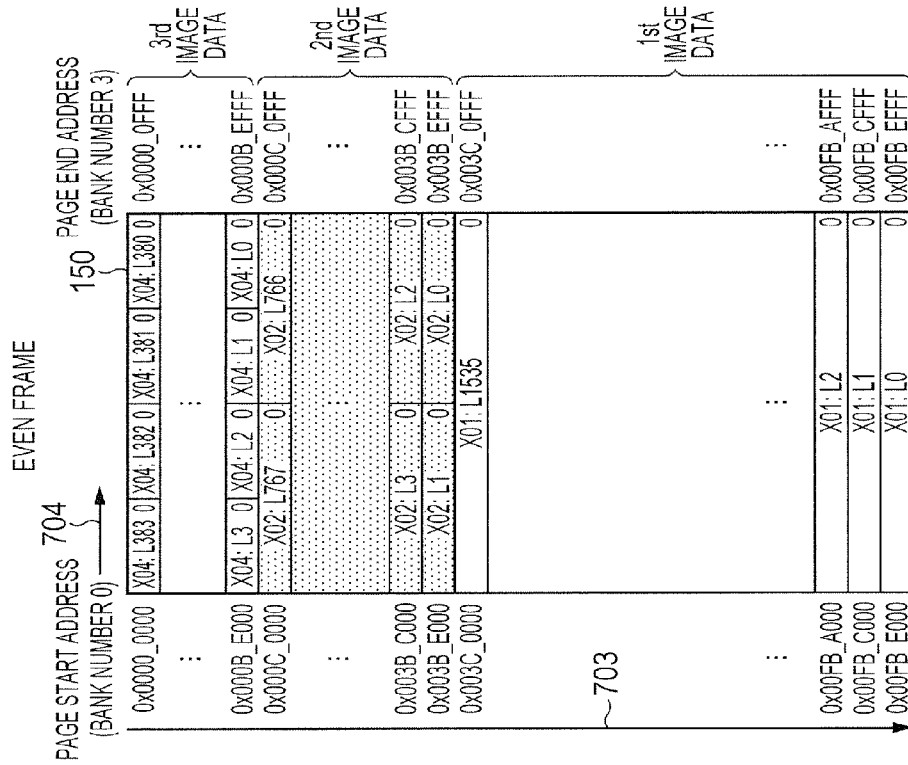 EVEN FRAME
PAGE START ADDRESS
(BANK NUMBER 0)
704
150
PAGE END ADDRESS
(BANK NUMBER 3)
0x0000_0000
X04: L383 0 X04: L382 0 X04: L381 0 X04: L380 0
0x0000_0FFF
3rd
IMAGE
DATA
⋮
⋮
⋮
0x000B_E000
X04: L3 0 X04: L2 0 X04: L1 0 X04: L0 0
0x000B_EFFF
0x000C_0000
X02: L767 0 X02: L766 0
0x000C_0FFF
2nd
IMAGE
DATA
⋮
⋮
⋮
0x003B_C000
X02: L3 0 X02: L2 0
0x003B_CFFF
0x003B_E000
X02: L1 0 X02: L0 0
0x003B_EFFF
0x003C_0000
X01: L1535 0
0x003C_0FFF
1st
IMAGE
DATA
703
⋮
⋮
⋮
0x00FB_A000
X01: L2 0
0x00FB_AFFF
0x00FB_C000
X01: L1 0
0x00FB_CFFF
0x00FB_E000
X01: L0 0
0x00FB_EFFF